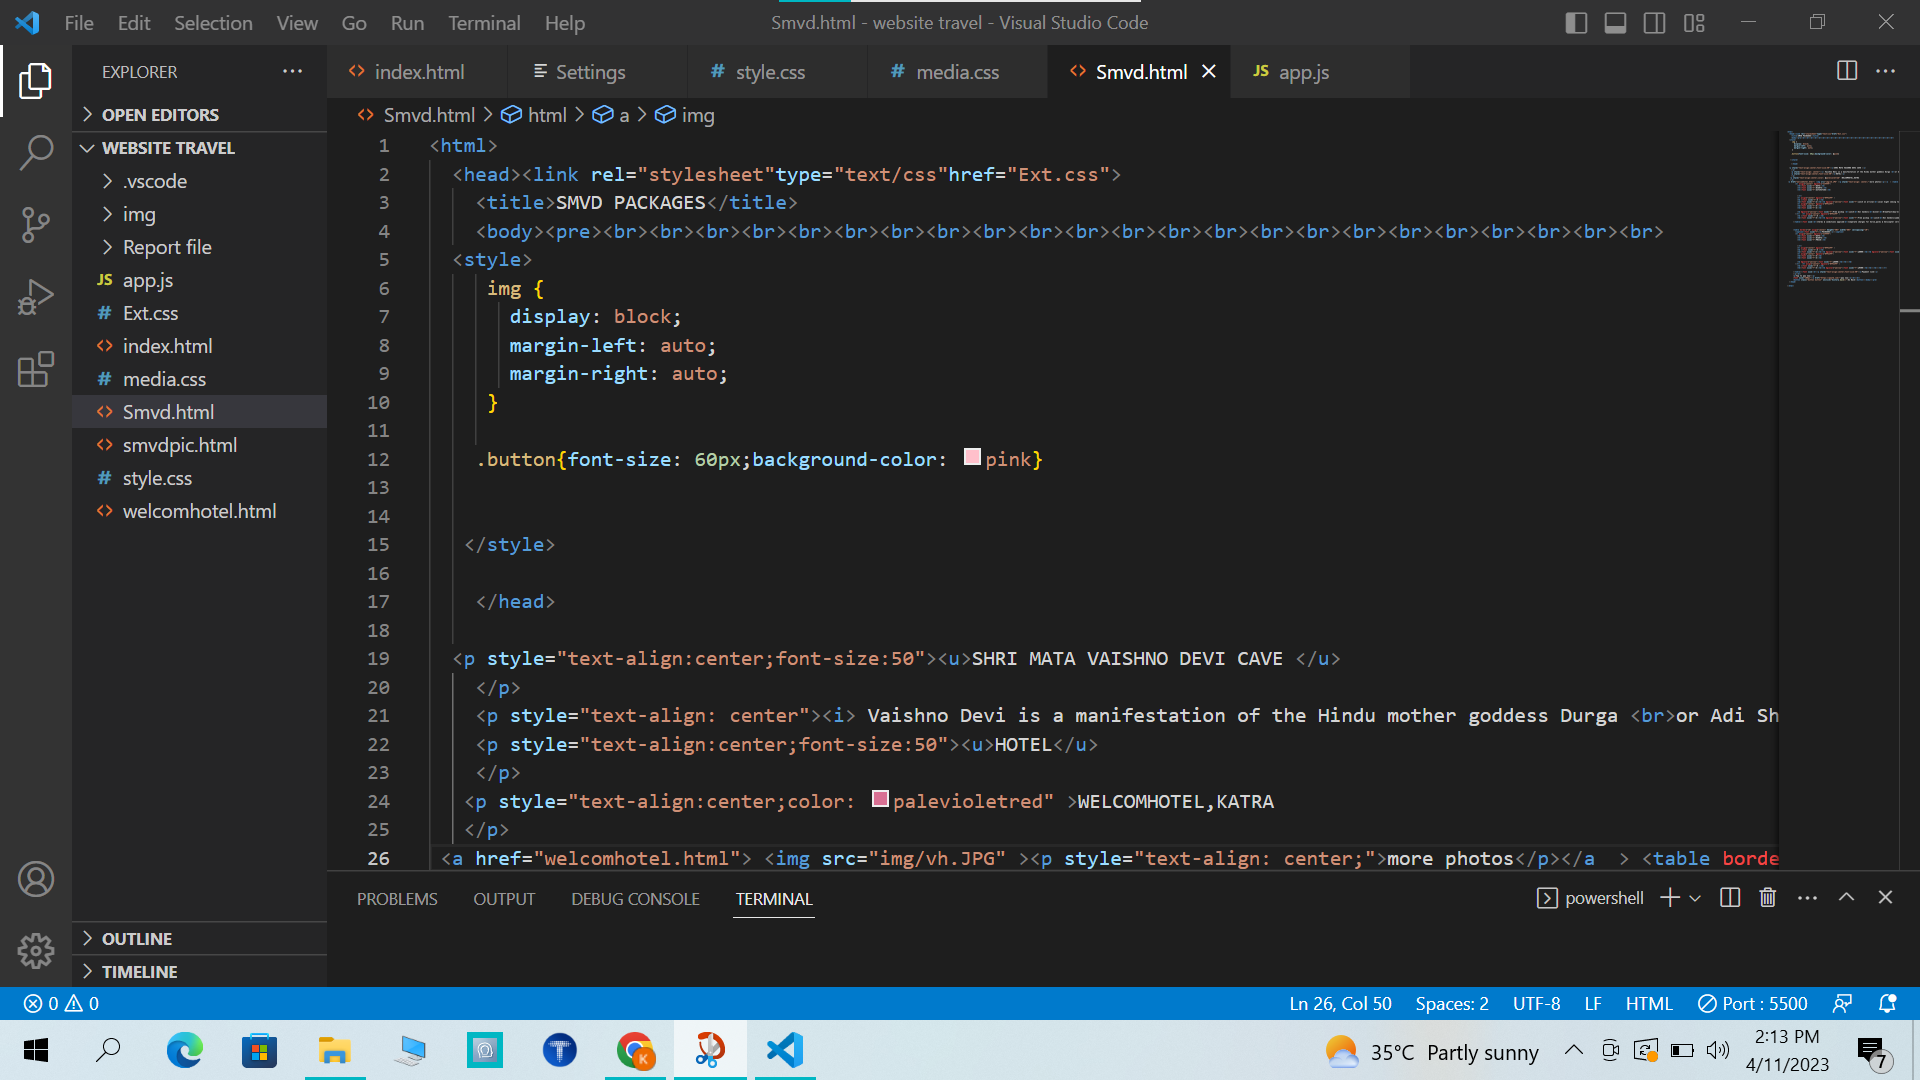 File Edit Selection View Go Run Terminal Help
Smvd.html - website travel - Visual Studio Code
EXPLORER
OPEN EDITORS
WEBSITE TRAVEL
.vscode
img
Report file
JS app.js
# Ext.css
<> index.html
# media.css
<> Smvd.html
<> smvdpic.html
# style.css
<> welcomhotel.html
OUTLINE
TIMELINE
<> index.html Settings # style.css # media.css <> Smvd.html JS app.js
<> Smvd.html > html > a > img
1 <html>
2 <head><link rel="stylesheet"type="text/css"href="Ext.css">
3 <title>SMVD PACKAGES</title>
4 <body><pre><br><br><br><br><br><br><br><br><br><br><br><br><br><br><br><br><br><br><br><br><br><br><br>
5 <style>
6 img {
7 display: block;
8 margin-left: auto;
9 margin-right: auto;
10 }
11
12 .button{font-size: 60px;background-color: pink}
13
14
15 </style>
16
17 </head>
18
19 <p style="text-align:center;font-size:50"><u>SHRI MATA VAISHNO DEVI CAVE </u>
20 </p>
21 <p style="text-align: center"><i> Vaishno Devi is a manifestation of the Hindu mother goddess Durga <br>or Adi Sh
22 <p style="text-align:center;font-size:50"><u>HOTEL</u>
23 </p>
24 <p style="text-align:center;color: palevioletred" >WELCOMHOTEL,KATRA
25 </p>
26 <a href="welcomhotel.html"> <img src="img/vh.JPG" ><p style="text-align: center;">more photos</p></a > <table borde
PROBLEMS OUTPUT DEBUG CONSOLE TERMINAL
powershell
0 0
Ln 26, Col 50 Spaces: 2 UTF-8 LF HTML Port : 5500
35°C Partly sunny
2:13 PM
4/11/2023
7